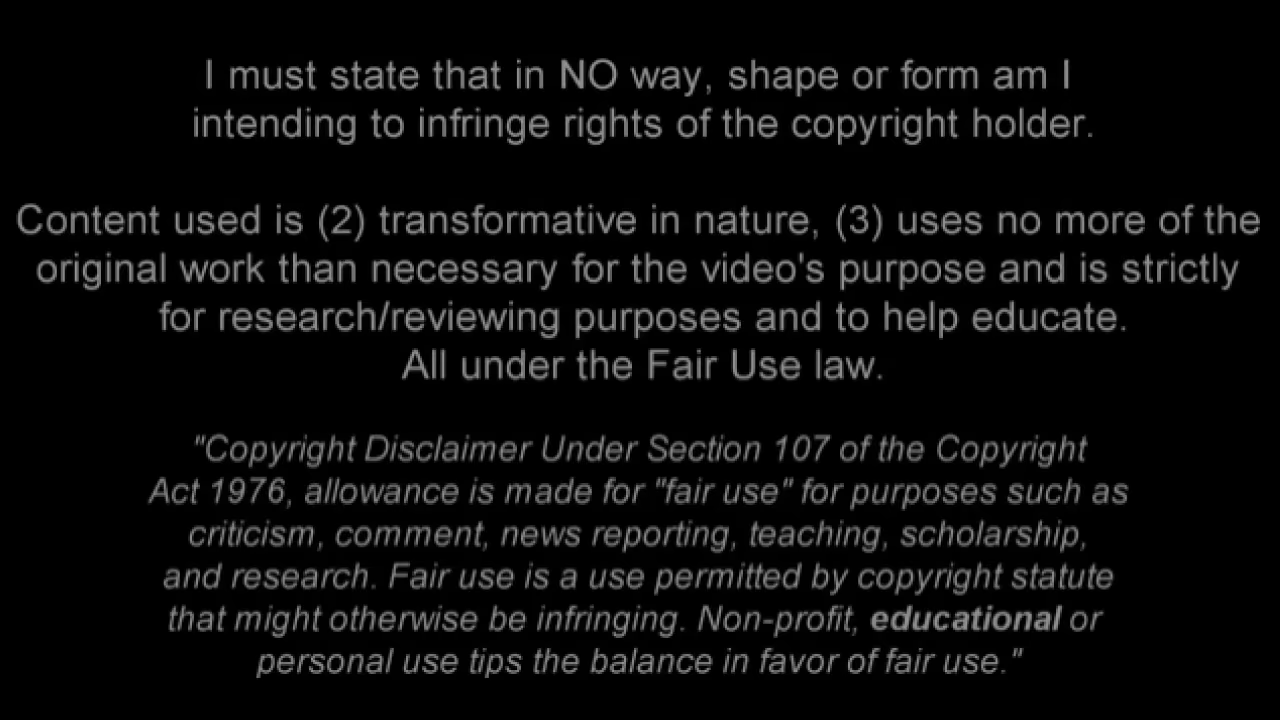 I must state that in NO way, shape or form am I
intending to infringe rights of the copyright holder.
Content used is (2) transformative in nature, (3) uses no more of the
original work than necessary for the video's purpose and is strictly
for research/reviewing purposes and to help educate.
All under the Fair Use law.
"Copyright Disclaimer Under Section 107 of the Copyright
Act 1976, allowance is made for "fair use" for purposes such as
criticism, comment, news reporting, teaching, scholarship,
and research. Fair use is a use permitted by copyright statute
that might otherwise be infringing. Non-profit, educational or
personal use tips the balance in favor of fair use."